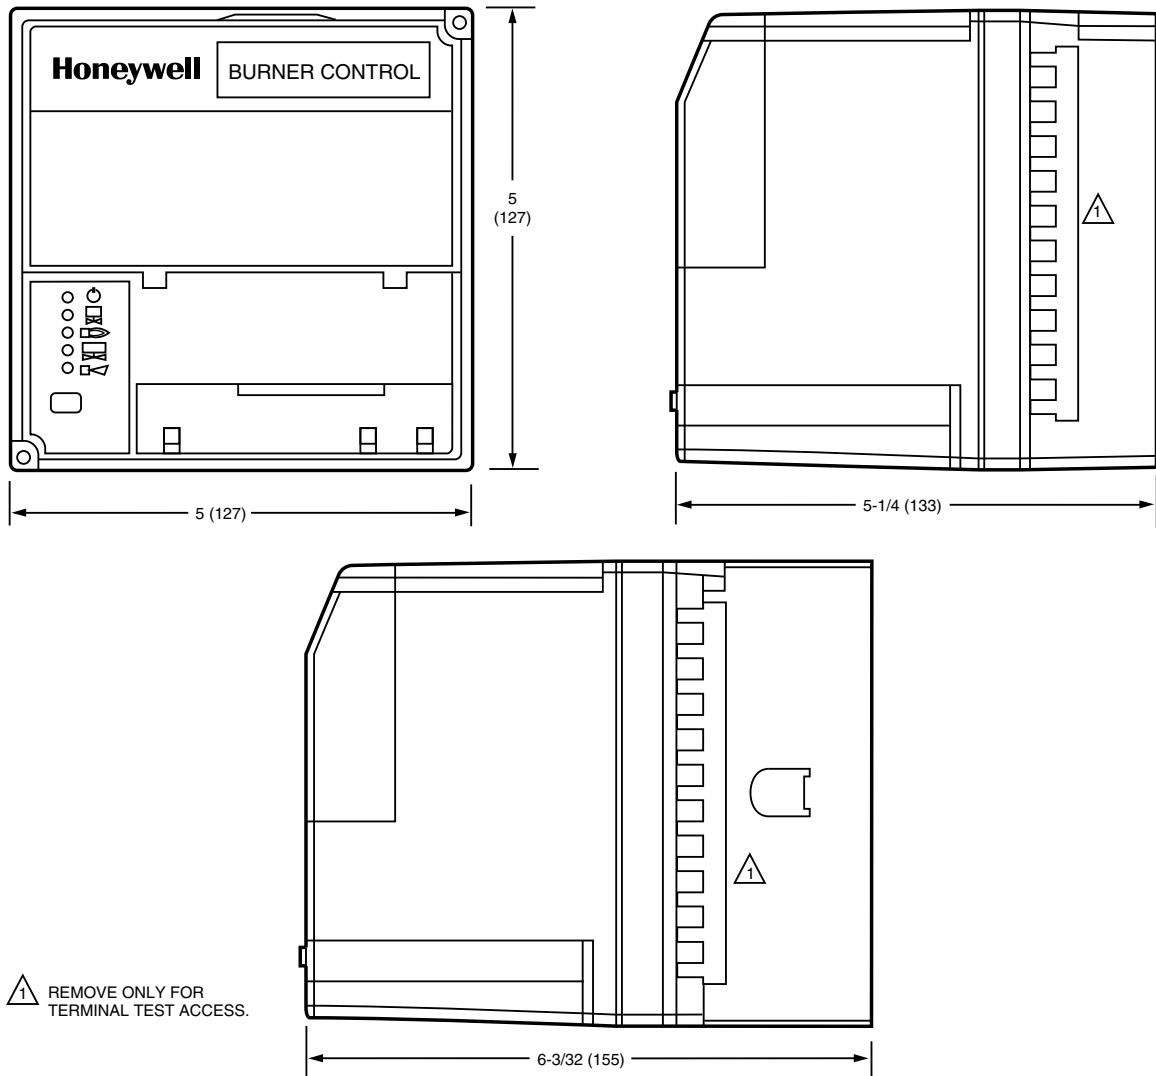 Honeywell
BURNER CONTROL
5
(127)
5 (127)
1
5-1/4 (133)
1
6-3/32 (155)
1
REMOVE ONLY FOR
TERMINAL TEST ACCESS.